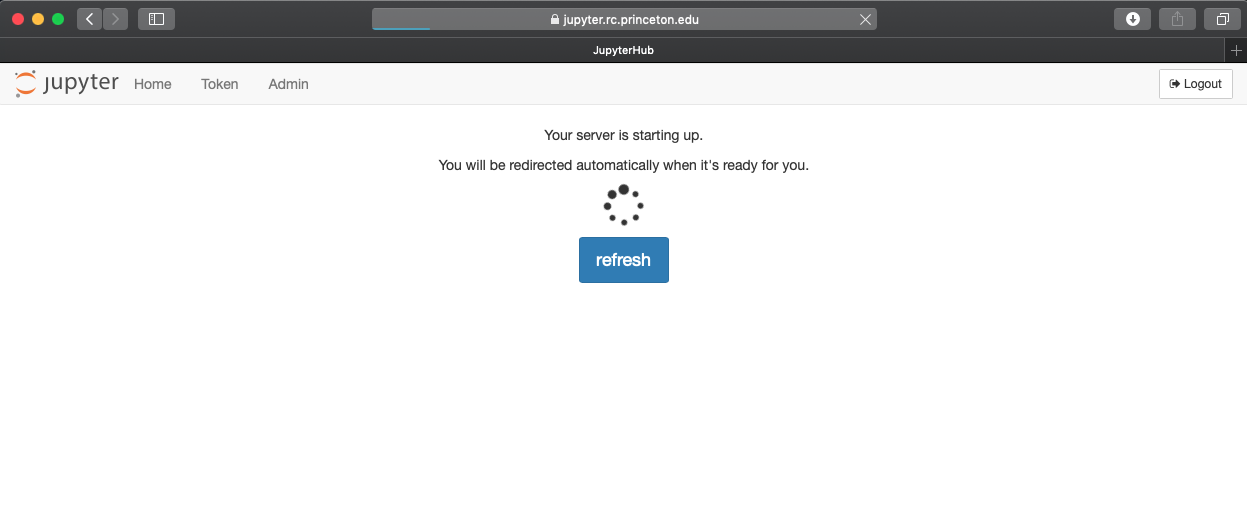 jupyter.rc.princeton.edu
JupyterHub
jupyter Home Token Admin Logout
Your server is starting up.
You will be redirected automatically when it's ready for you.
refresh